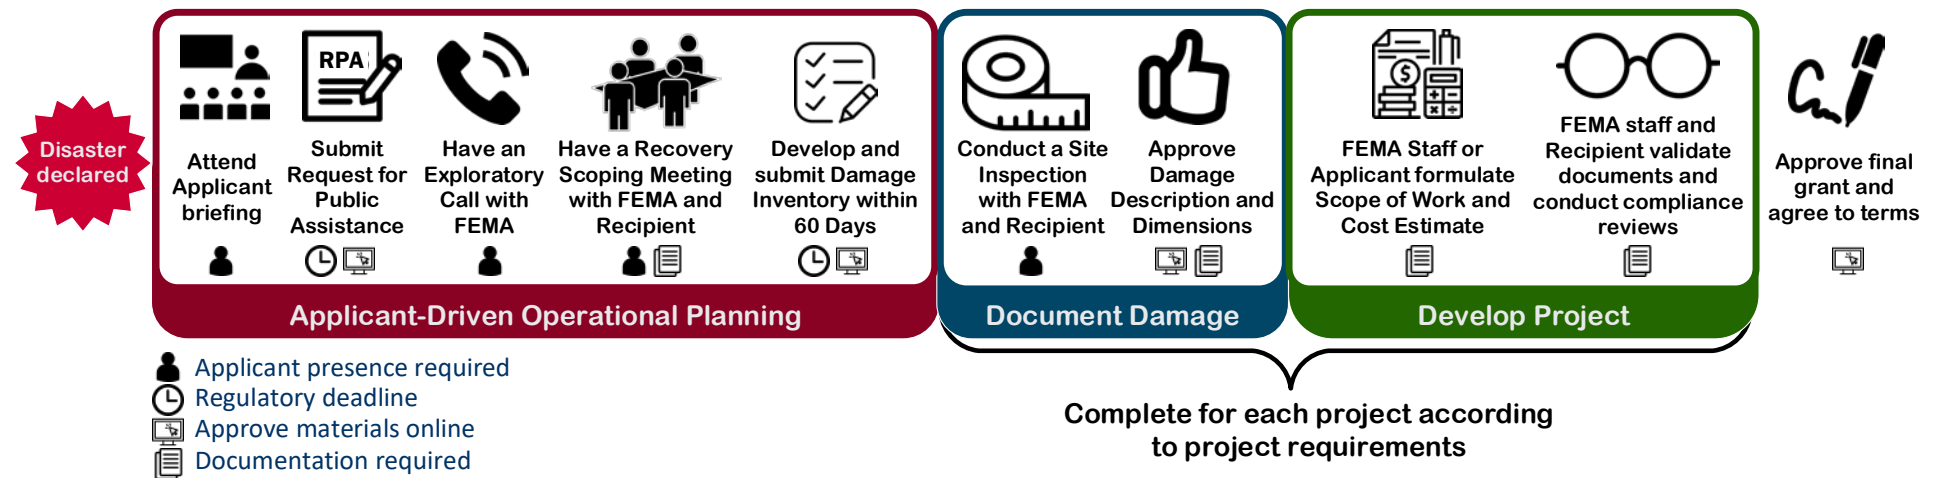 Disaster
declared
Attend
Applicant
briefing
RPA
Submit
Request for
Public
Assistance
Have an
Exploratory
Call with
FEMA
Have a Recovery
Scoping Meeting
with FEMA and
Recipient
Develop and
submit Damage
Inventory within
60 Days
Applicant-Driven Operational Planning
Conduct a Site
Inspection
with FEMA
and Recipient
Approve
Damage
Description and
Dimensions
Document Damage
FEMA Staff or
Applicant formulate
Scope of Work and
Cost Estimate
FEMA staff and
Recipient validate
documents and
conduct compliance
reviews
Develop Project
Approve final
grant and
agree to terms
Applicant presence required
Regulatory deadline
Approve materials online
Documentation required
Complete for each project according
to project requirements